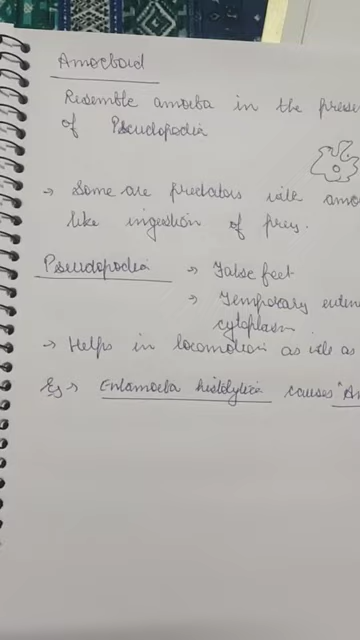 Amoeboid
Resemble amoeba in the prese
of Pseudopodia
→ Some are predators with amo
like ingestion of prey.
Pseudopodia → False feet
→ Temporary exten
cytoplasm
→ Helps in locomotion as well as
Eg → Entamoeba histolytica causes "Am